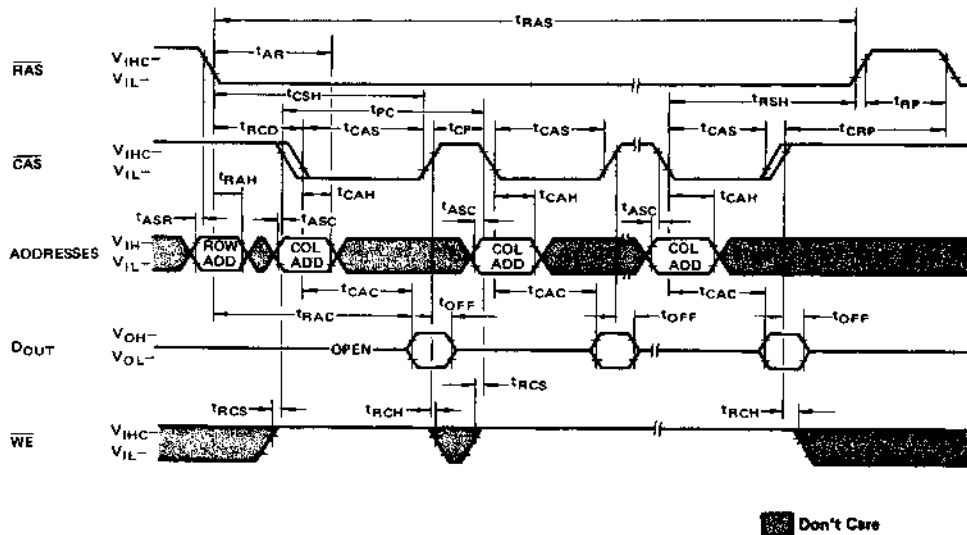 tRAS
tAR
RAS
VIHC
VIL
tCSH
tPC
tRSH
tRP
tRCD
tCAS
tCP
tCAS
tCAS
tCRP
CAS
VIHC
VIL
tRAH
tCAH
tCAH
tCAH
tASR
tASC
tASC
tASC
ADDRESSES
VIH
VIL
ROW ADD
COL ADD
COL ADD
COL ADD
tCAC
tCAC
tCAC
tRAC
tOFF
tOFF
tOFF
DOUT
VOH
VOL
OPEN
tRCS
tRCS
tRCH
tRCH
WE
VIHC
VIL
Don't Care